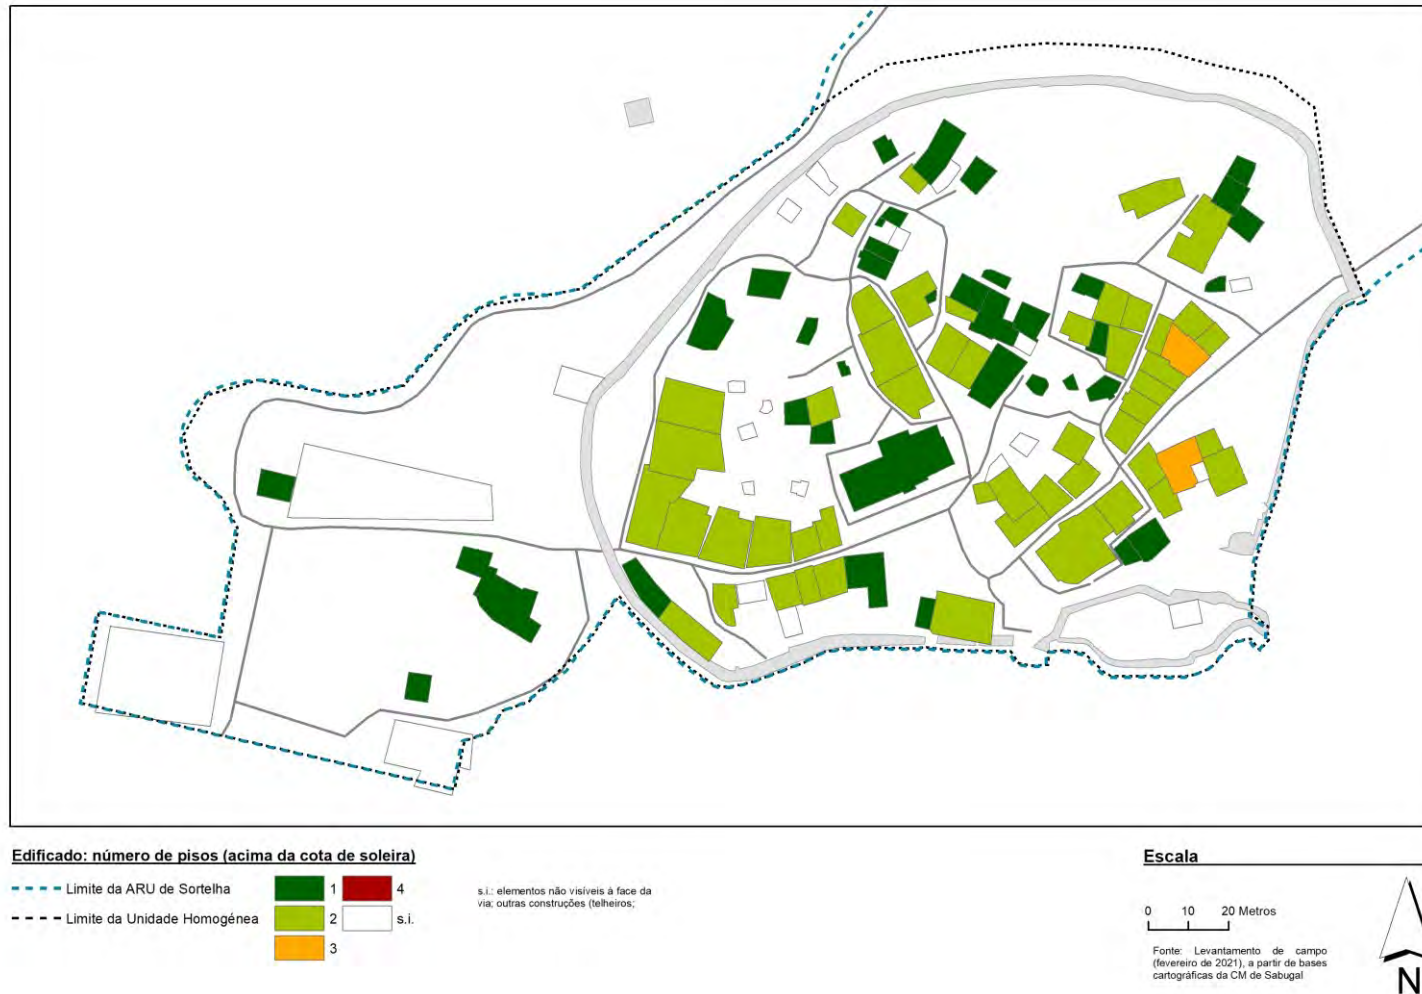 Edificado: número de pisos (acima da cota de soleira)
Limite da ARU de Sortelha
Limite da Unidade Homogénea
1
2
3
4
s.i.
s.i.: elementos não visíveis à face da
via; outras construções (telheiros;
Escala
0 10 20 Metros
Fonte: Levantamento de campo
(fevereiro de 2021), a partir de bases
cartográficas da CM de Sabugal
N